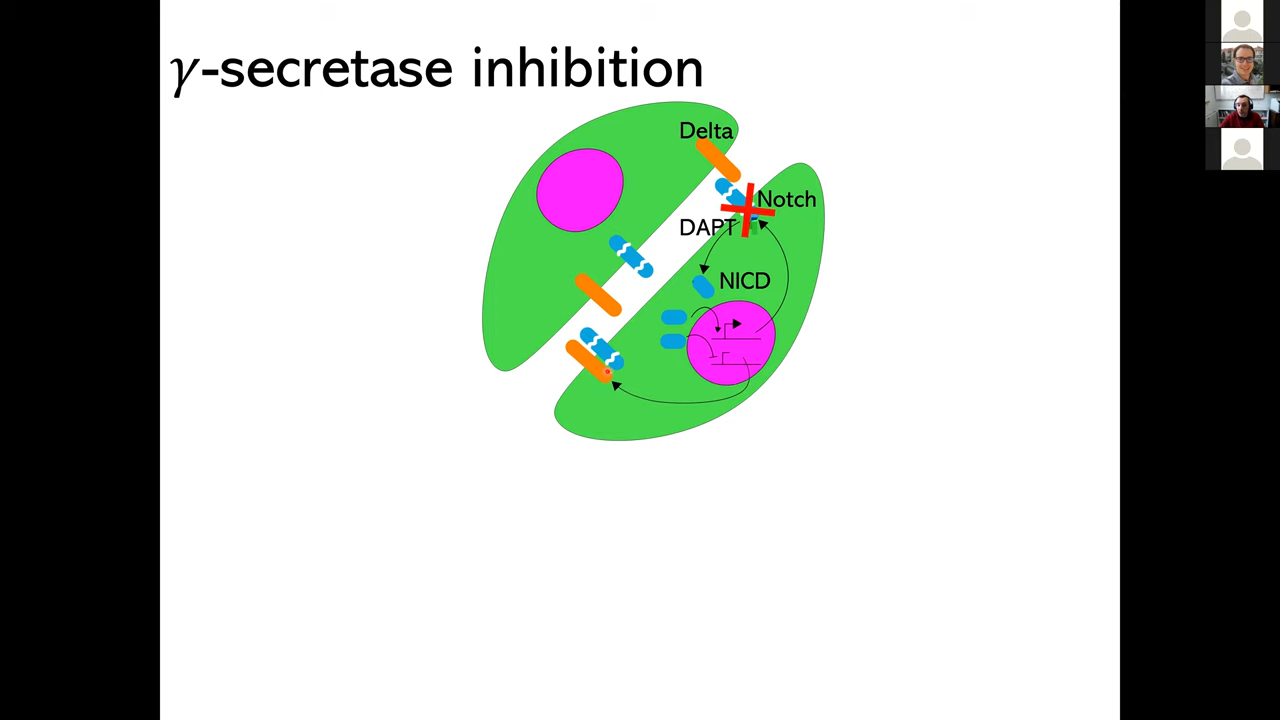 γ-secretase inhibition
Delta
Notch
DAPT
NICD